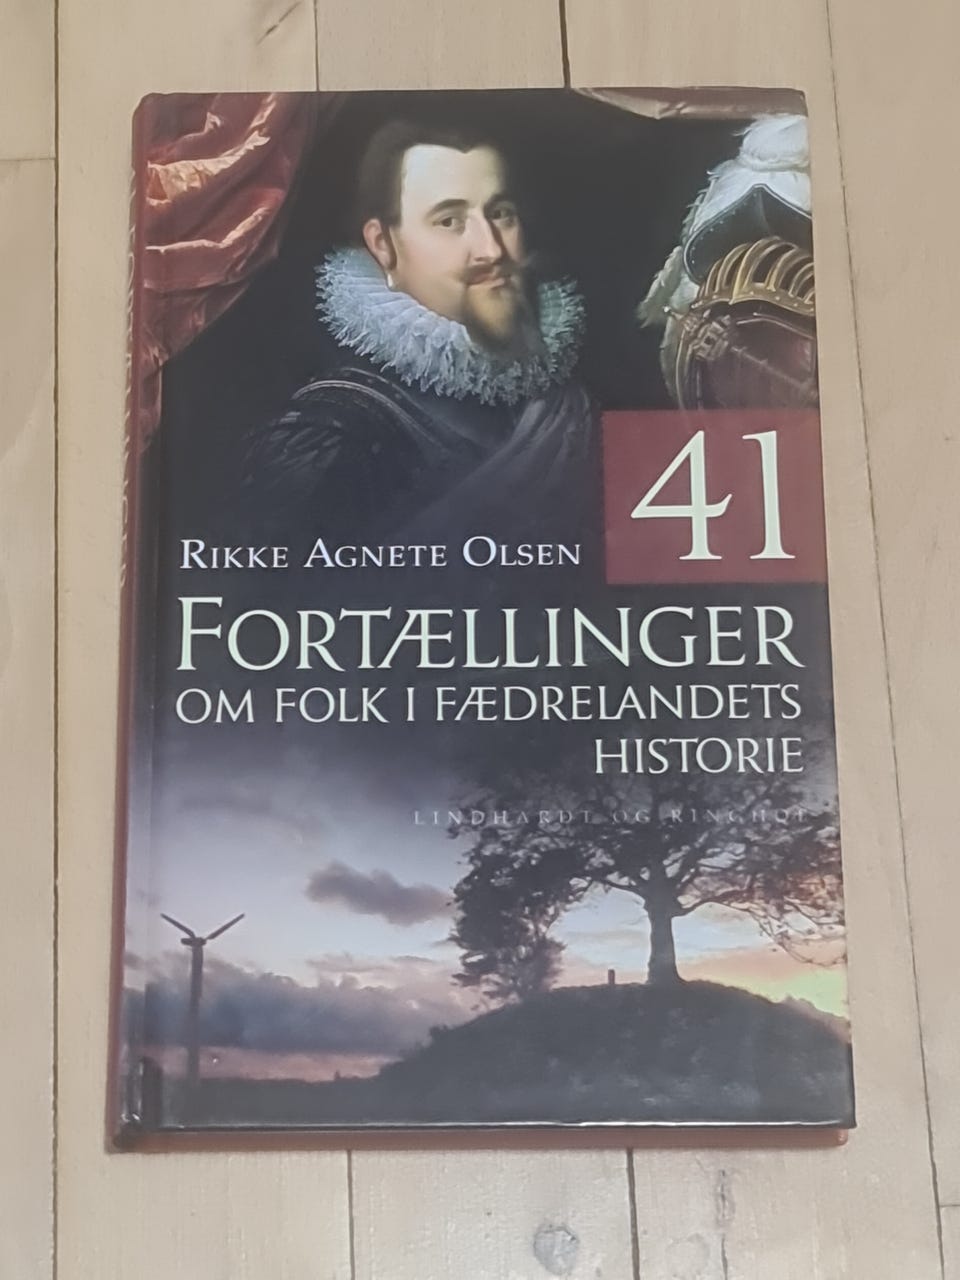 41
RIKKE AGNETE OLSEN
FORTÆLLINGER
OM FOLK I FÆDRELANDETS
HISTORIE
LINDHARDT OG RINGHOF